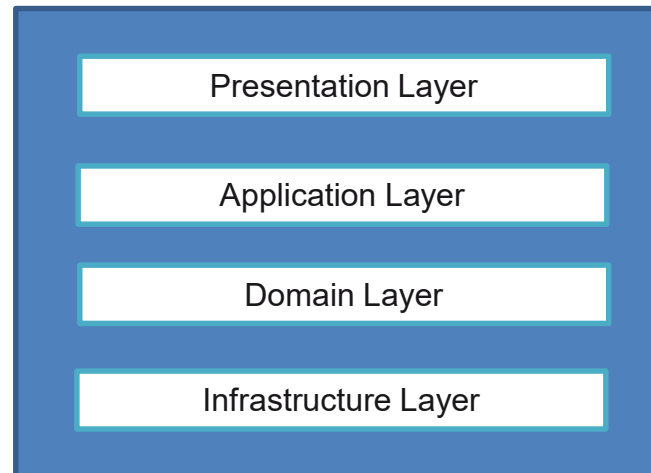 Presentation Layer
Application Layer
Domain Layer
Infrastructure Layer